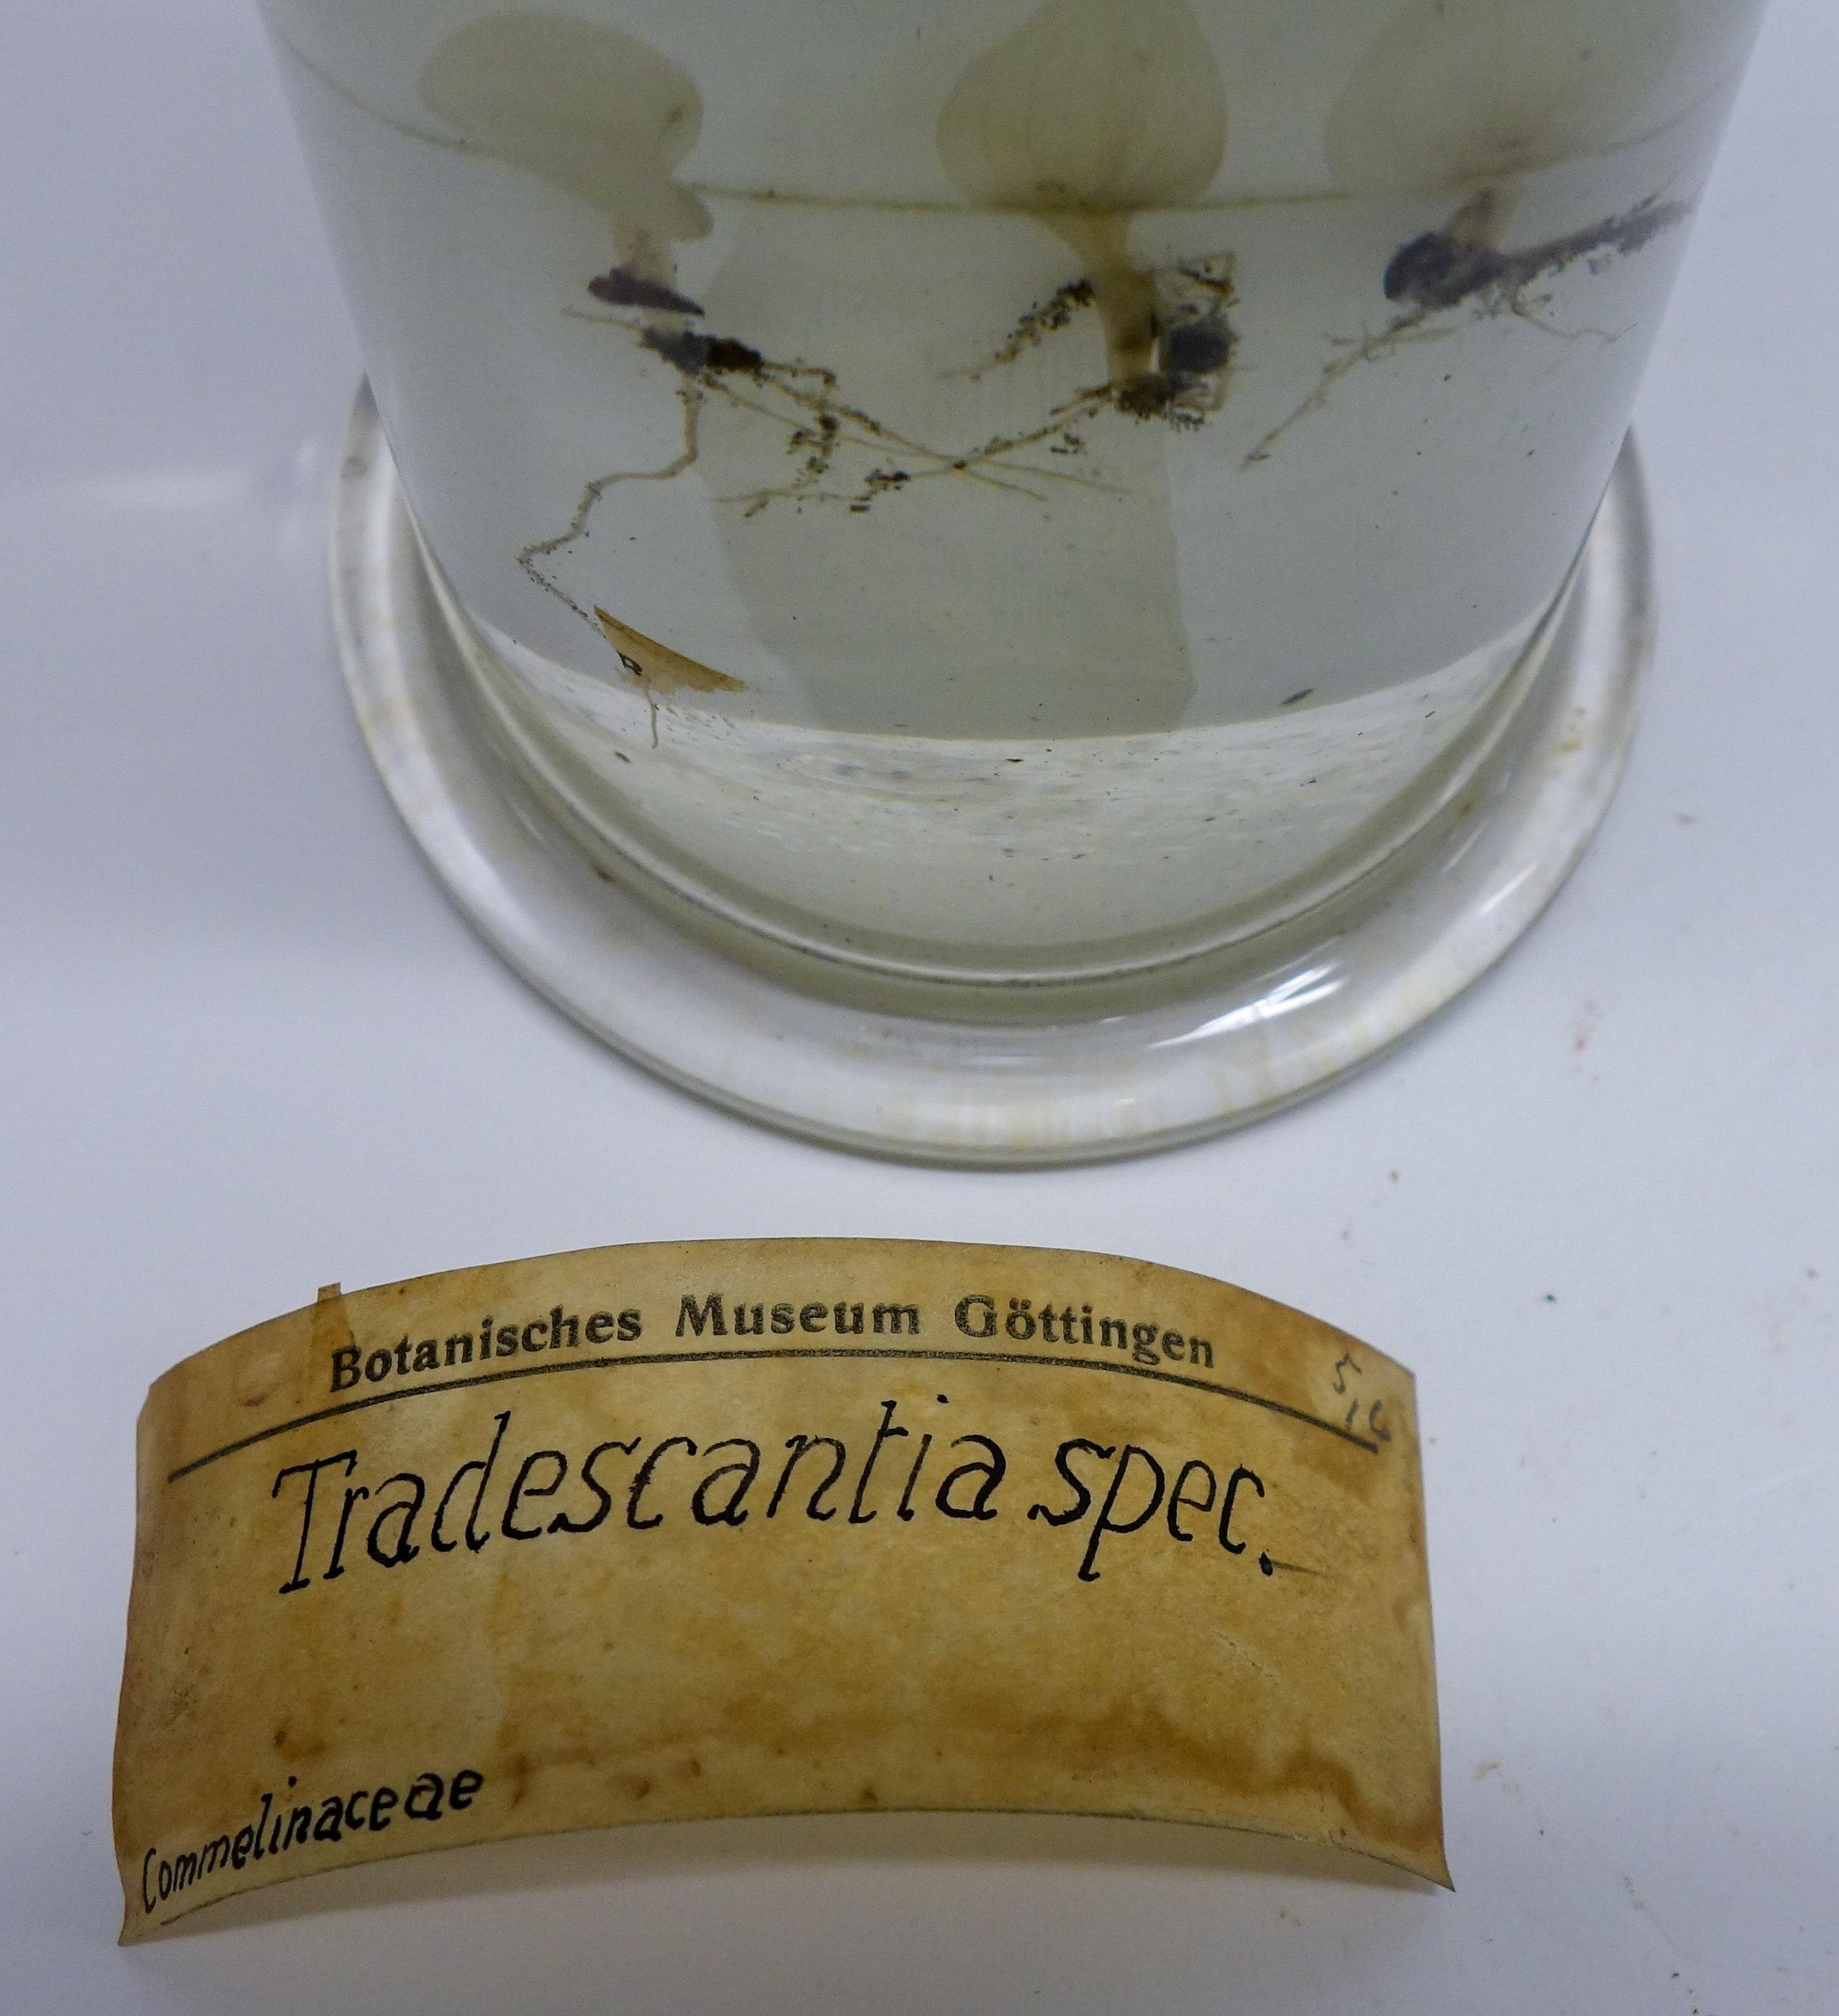 Botanisches Museum Göttingen
Tradescantia spec.
Commelinaceae